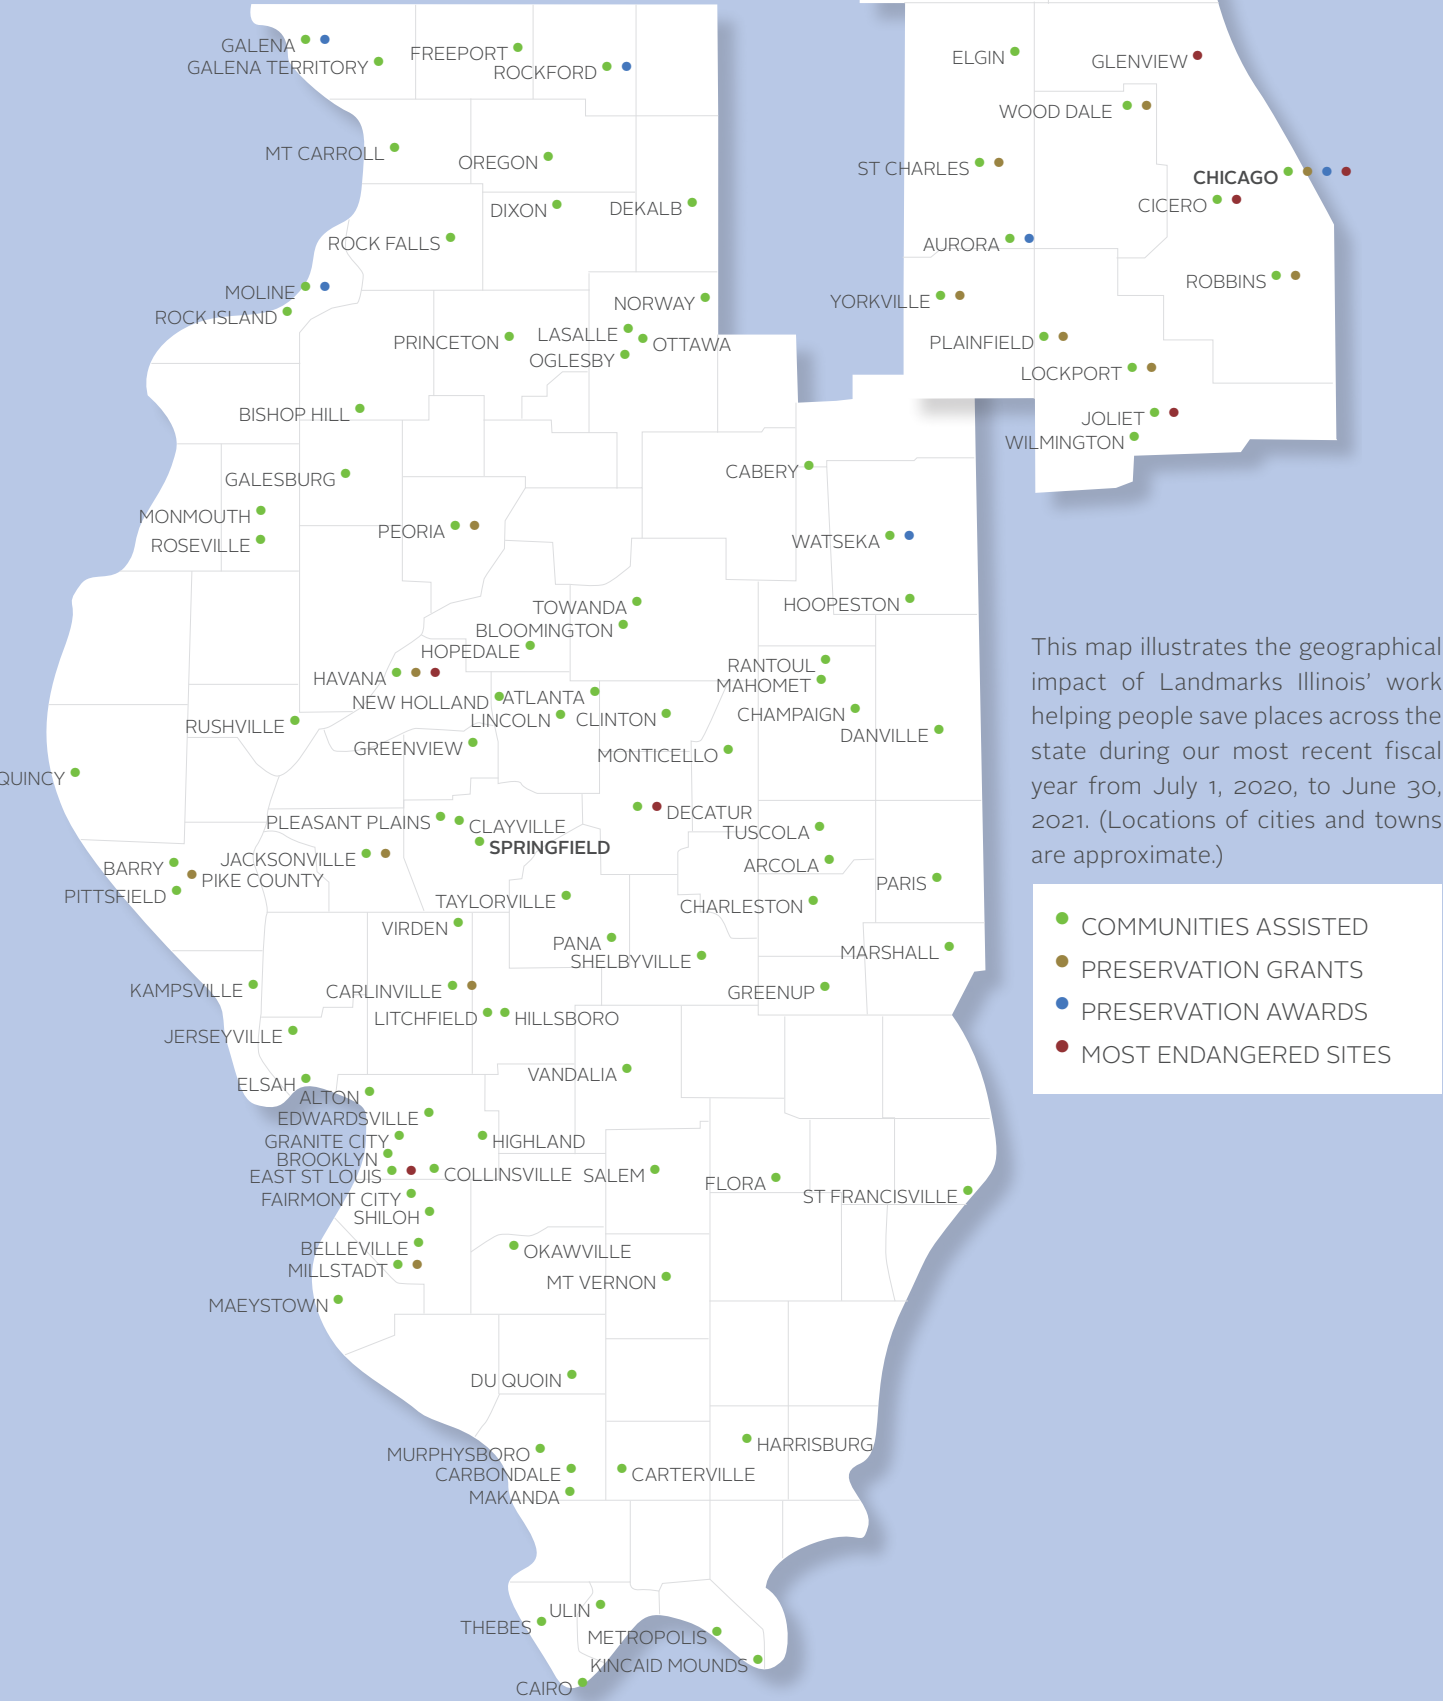 GALENA
GALENA TERRITORY
FREEPORT
ROCKFORD
MT CARROLL
OREGON
DIXON
DEKALB
ROCK FALLS
MOLINE
ROCK ISLAND
NORWAY
PRINCETON
LASALLE
OTTAWA
OGLESBY
BISHOP HILL
GALESBURG
MONMOUTH
ROSEVILLE
PEORIA
CABERY
WATSEKA
HOOPESTON
TOWANDA
BLOOMINGTON
HOPEDALE
HAVANA
NEW HOLLAND
ATLANTA
LINCOLN
CLINTON
RANTOUL
MAHOMET
CHAMPAIGN
DANVILLE
RUSHVILLE
GREENVIEW
MONTICELLO
QUINCY
PLEASANT PLAINS
CLAYVILLE
SPRINGFIELD
DECATUR
TUSCOLA
ARCOLA
PARIS
BARRY
JACKSONVILLE
PIKE COUNTY
PITTSFIELD
TAYLORVILLE
CHARLESTON
VIRDEN
PANA
SHELBYVILLE
MARSHALL
KAMPSVILLE
CARLINVILLE
GREENUP
LITCHFIELD
HILLSBORO
JERSEYVILLE
VANDALIA
ELSAH
ALTON
EDWARDSVILLE
GRANITE CITY
HIGHLAND
BROOKLYN
EAST ST LOUIS
COLLINSVILLE
SALEM
FLORA
ST FRANCISVILLE
FAIRMONT CITY
SHILOH
BELLEVILLE
OKAWVILLE
MILLSTADT
MT VERNON
MAEYSTOWN
DU QUOIN
HARRISBURG
MURPHYSBORO
CARBONDALE
CARTERVILLE
MAKANDA
ULIN
THEBES
METROPOLIS
KINCAID MOUNDS
CAIRO
ELGIN
GLENVIEW
WOOD DALE
ST CHARLES
CHICAGO
CICERO
AURORA
ROBBINS
YORKVILLE
PLAINFIELD
LOCKPORT
JOLIET
WILMINGTON
This map illustrates the geographical
impact of Landmarks Illinois’ work
helping people save places across the
state during our most recent fiscal
year from July 1, 2020, to June 30,
2021. (Locations of cities and towns
are approximate.)
COMMUNITIES ASSISTED
PRESERVATION GRANTS
PRESERVATION AWARDS
MOST ENDANGERED SITES